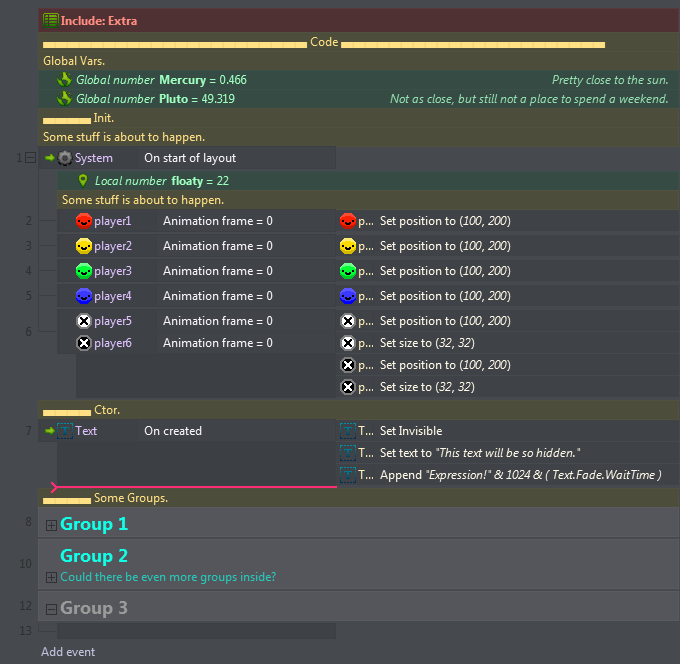 Include: Extra
Code
Global Vars.
Global number Mercury = 0.466 Pretty close to the sun.
Global number Pluto = 49.319 Not as close, but still not a place to spend a weekend.
Init.
Some stuff is about to happen.
1 System On start of layout
Local number floaty = 22
Some stuff is about to happen.
2 player1 Animation frame = 0 p... Set position to (100, 200)
3 player2 Animation frame = 0 p... Set position to (100, 200)
4 player3 Animation frame = 0 p... Set position to (100, 200)
5 player4 Animation frame = 0 p... Set position to (100, 200)
player5 Animation frame = 0 p... Set position to (100, 200)
6 player6 Animation frame = 0 p... Set size to (32, 32)
p... Set position to (100, 200)
p... Set size to (32, 32)
Ctor.
7 Text On created T... Set Invisible
T... Set text to "This text will be so hidden."
T... Append "Expression!" & 1024 & ( Text.Fade.WaitTime )
Some Groups.
8 Group 1
Group 2
10 Could there be even more groups inside?
12 Group 3
13
Add event